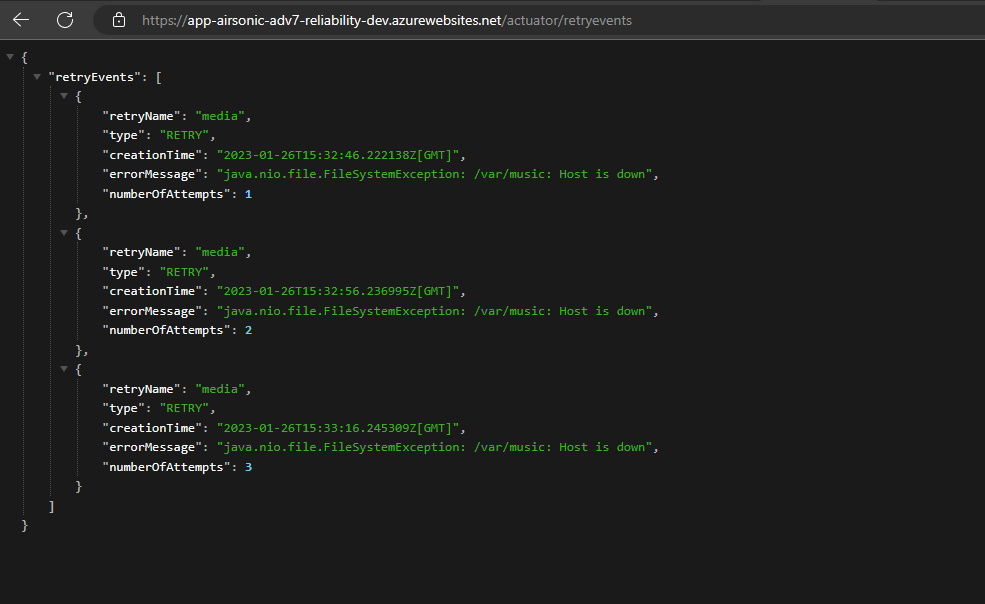 https://app-airsonic-adv7-reliability-dev.azurewebsites.net/actuator/retryevents
{
"retryEvents": [
{
"retryName": "media",
"type": "RETRY",
"creationTime": "2023-01-26T15:32:46.222138Z[GMT]",
"errorMessage": "java.nio.file.FileSystemException: /var/music: Host is down",
"numberOfAttempts": 1
},
{
"retryName": "media",
"type": "RETRY",
"creationTime": "2023-01-26T15:32:56.236995Z[GMT]",
"errorMessage": "java.nio.file.FileSystemException: /var/music: Host is down",
"numberOfAttempts": 2
},
{
"retryName": "media",
"type": "RETRY",
"creationTime": "2023-01-26T15:33:16.245309Z[GMT]",
"errorMessage": "java.nio.file.FileSystemException: /var/music: Host is down",
"numberOfAttempts": 3
}
]
}